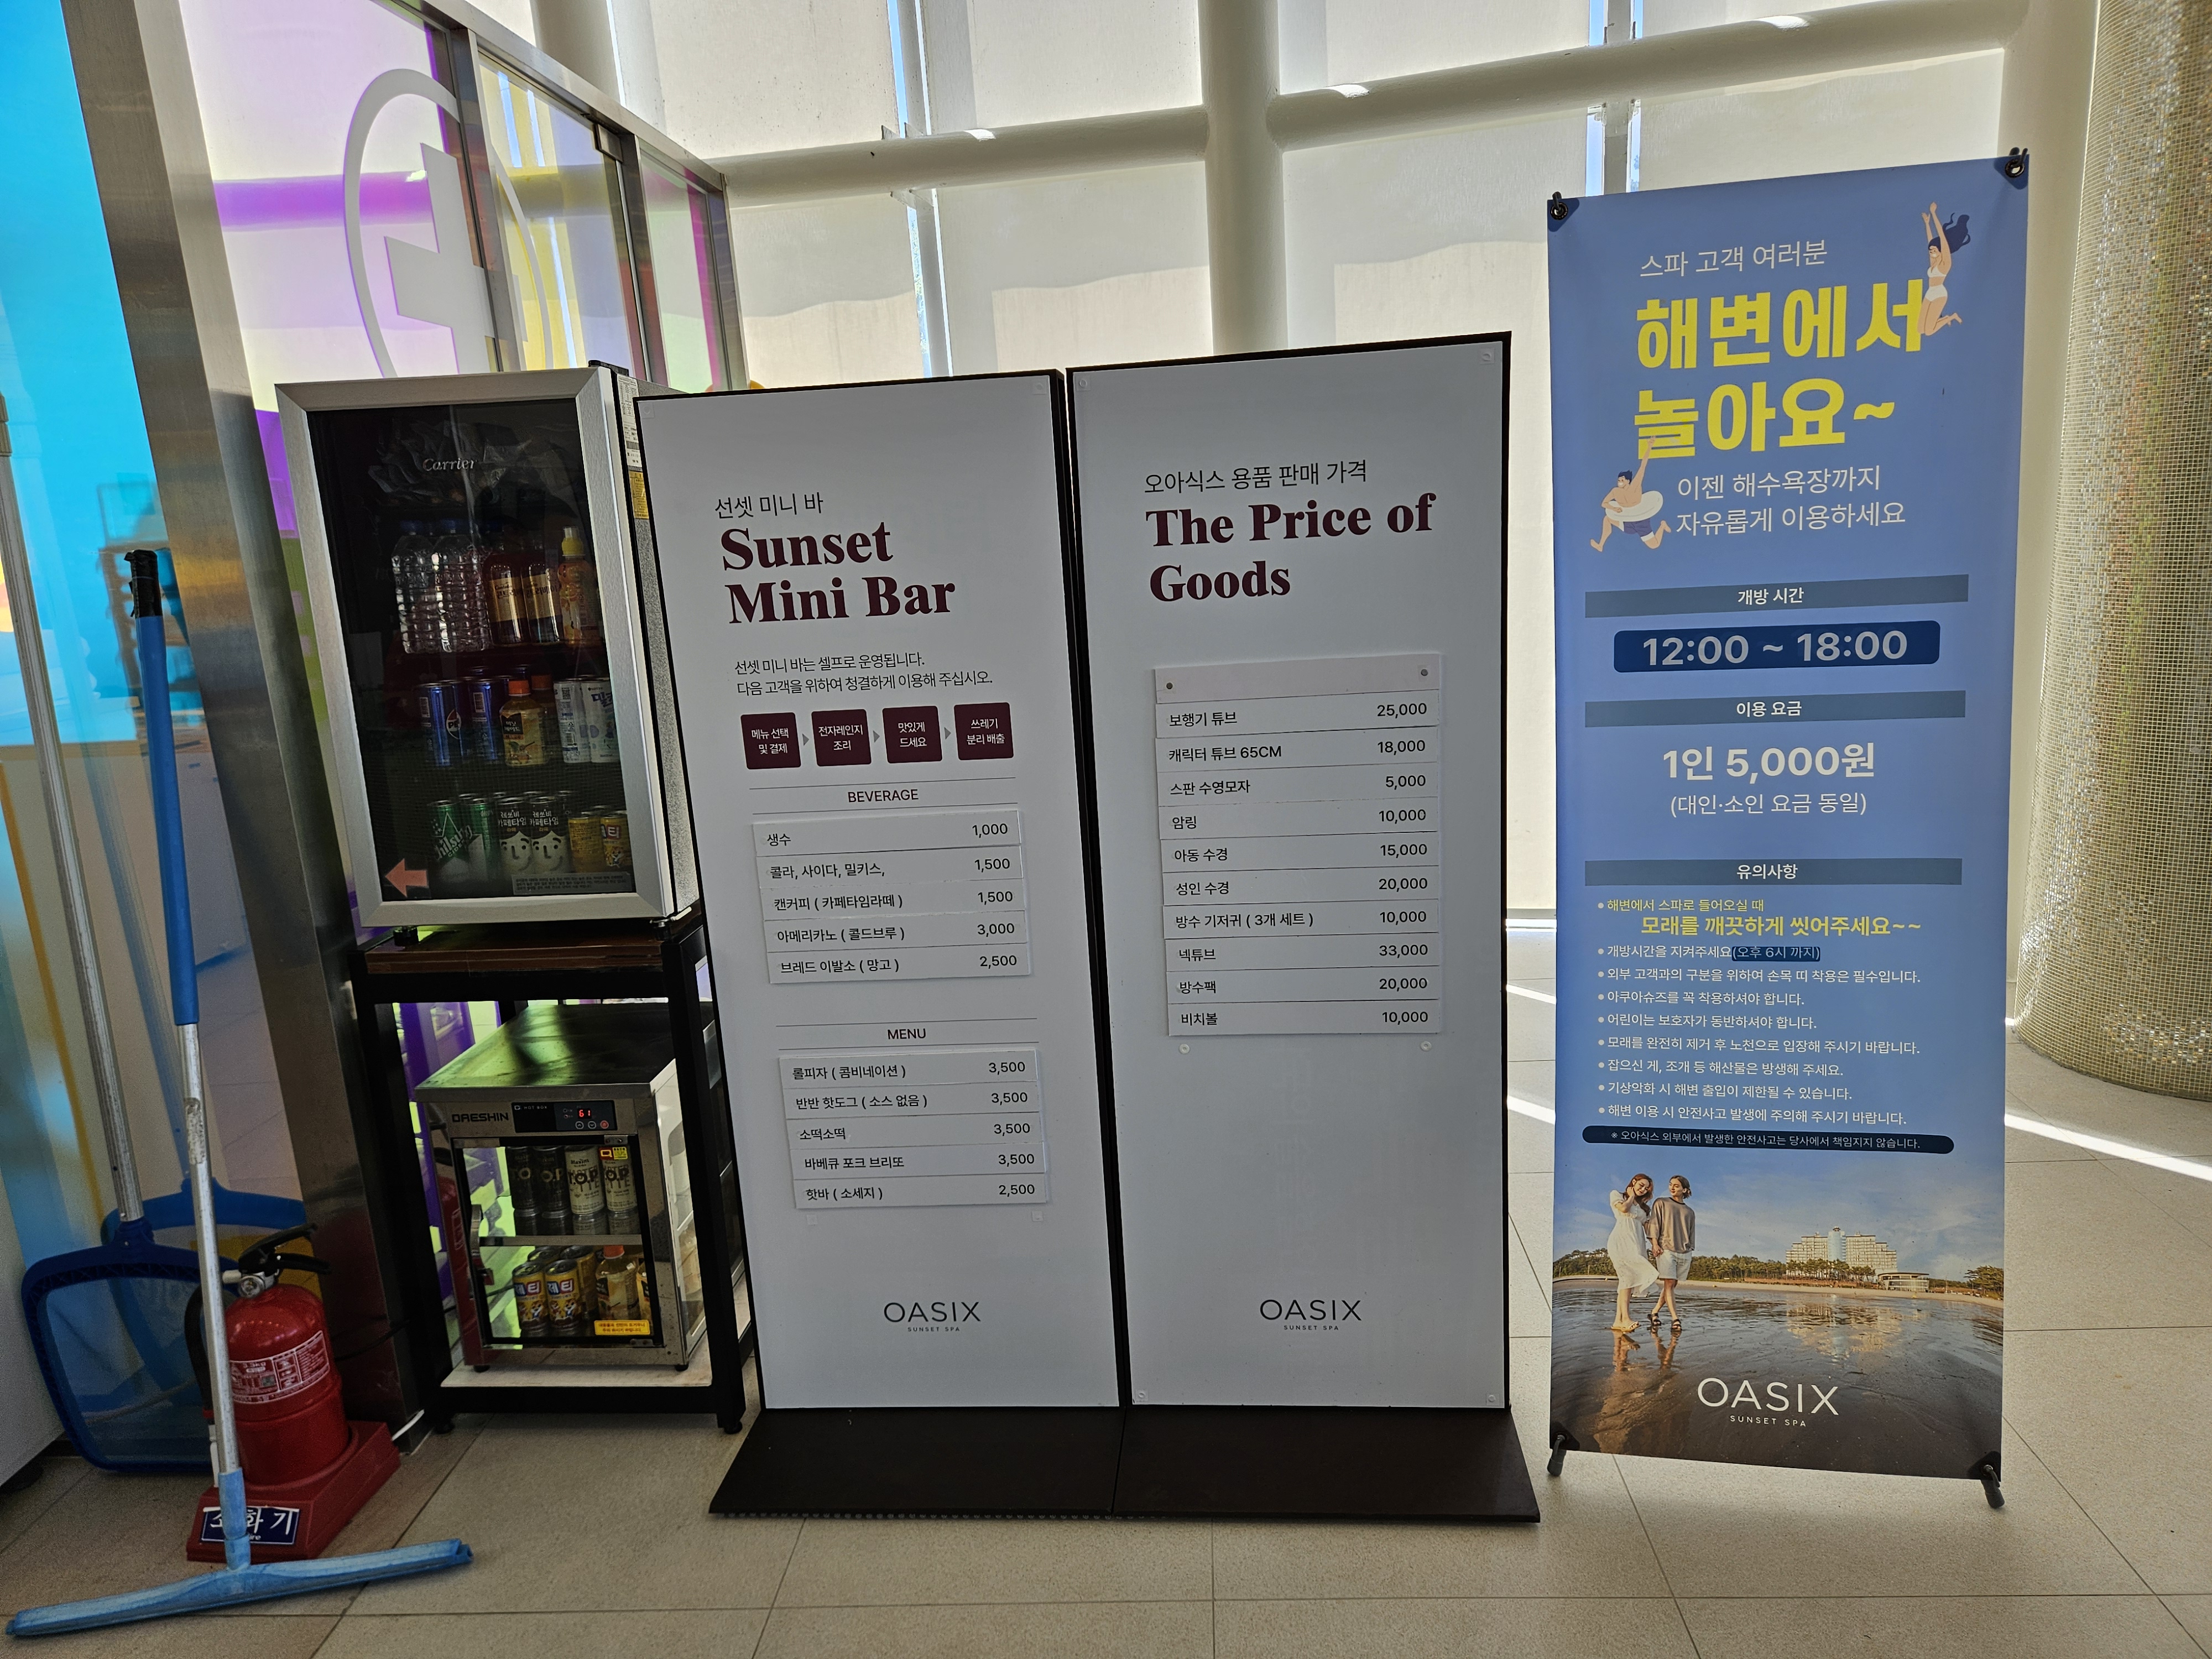 Carrier
선셋 미니 바
Sunset
Mini Bar
선셋 미니 바는 셀프로 운영됩니다.
다음 고객을 위하여 청결하게 이용해 주십시오.
메뉴 선택
및 결제
전자레인지
조리
맛있게
드세요
쓰레기
분리 배출
BEVERAGE
생수 1,000
콜라, 사이다, 밀키스, 1,500
캔커피 ( 카페타임라떼 ) 1,500
아메리카노 ( 콜드브루 ) 3,000
브레드 이발소 ( 망고 ) 2,500
MENU
롤피자 ( 콤비네이션 ) 3,500
반반 핫도그 ( 소스 없음 ) 3,500
소떡소떡 3,500
바베큐 포크 브리또 3,500
핫바 ( 소세지 ) 2,500
OASIX
SUNSET SPA
오아식스 용품 판매 가격
The Price of
Goods
보행기 튜브 25,000
캐릭터 튜브 65CM 18,000
스판 수영모자 5,000
암링 10,000
아동 수경 15,000
성인 수경 20,000
방수 기저귀 ( 3개 세트 ) 10,000
넥튜브 33,000
방수팩 20,000
비치볼 10,000
OASIX
SUNSET SPA
스파 고객 여러분
해변에서
놀아요~
이젠 해수욕장까지
자유롭게 이용하세요
개방 시간
12:00 ~ 18:00
이용 요금
1인 5,000원
(대인·소인 요금 동일)
유의사항
• 해변에서 스파로 들어오실 때
모래를 깨끗하게 씻어주세요~~
• 개방시간을 지켜주세요(오후 6시 까지)
• 외부 고객과의 구분을 위하여 손목 띠 착용은 필수입니다.
• 아쿠아슈즈를 꼭 착용하셔야 합니다.
• 어린이는 보호자가 동반하셔야 합니다.
• 모래를 완전히 제거 후 노천으로 입장해 주시기 바랍니다.
• 잡으신 게, 조개 등 해산물은 방생해 주세요.
• 기상악화 시 해변 출입이 제한될 수 있습니다.
• 해변 이용 시 안전사고 발생에 주의해 주시기 바랍니다.
※ 오아식스 외부에서 발생한 안전사고는 당사에서 책임지지 않습니다.
OASIX
SUNSET SPA
DAESHIN
HOT BOX
61
카페타임
카페타임
소화기